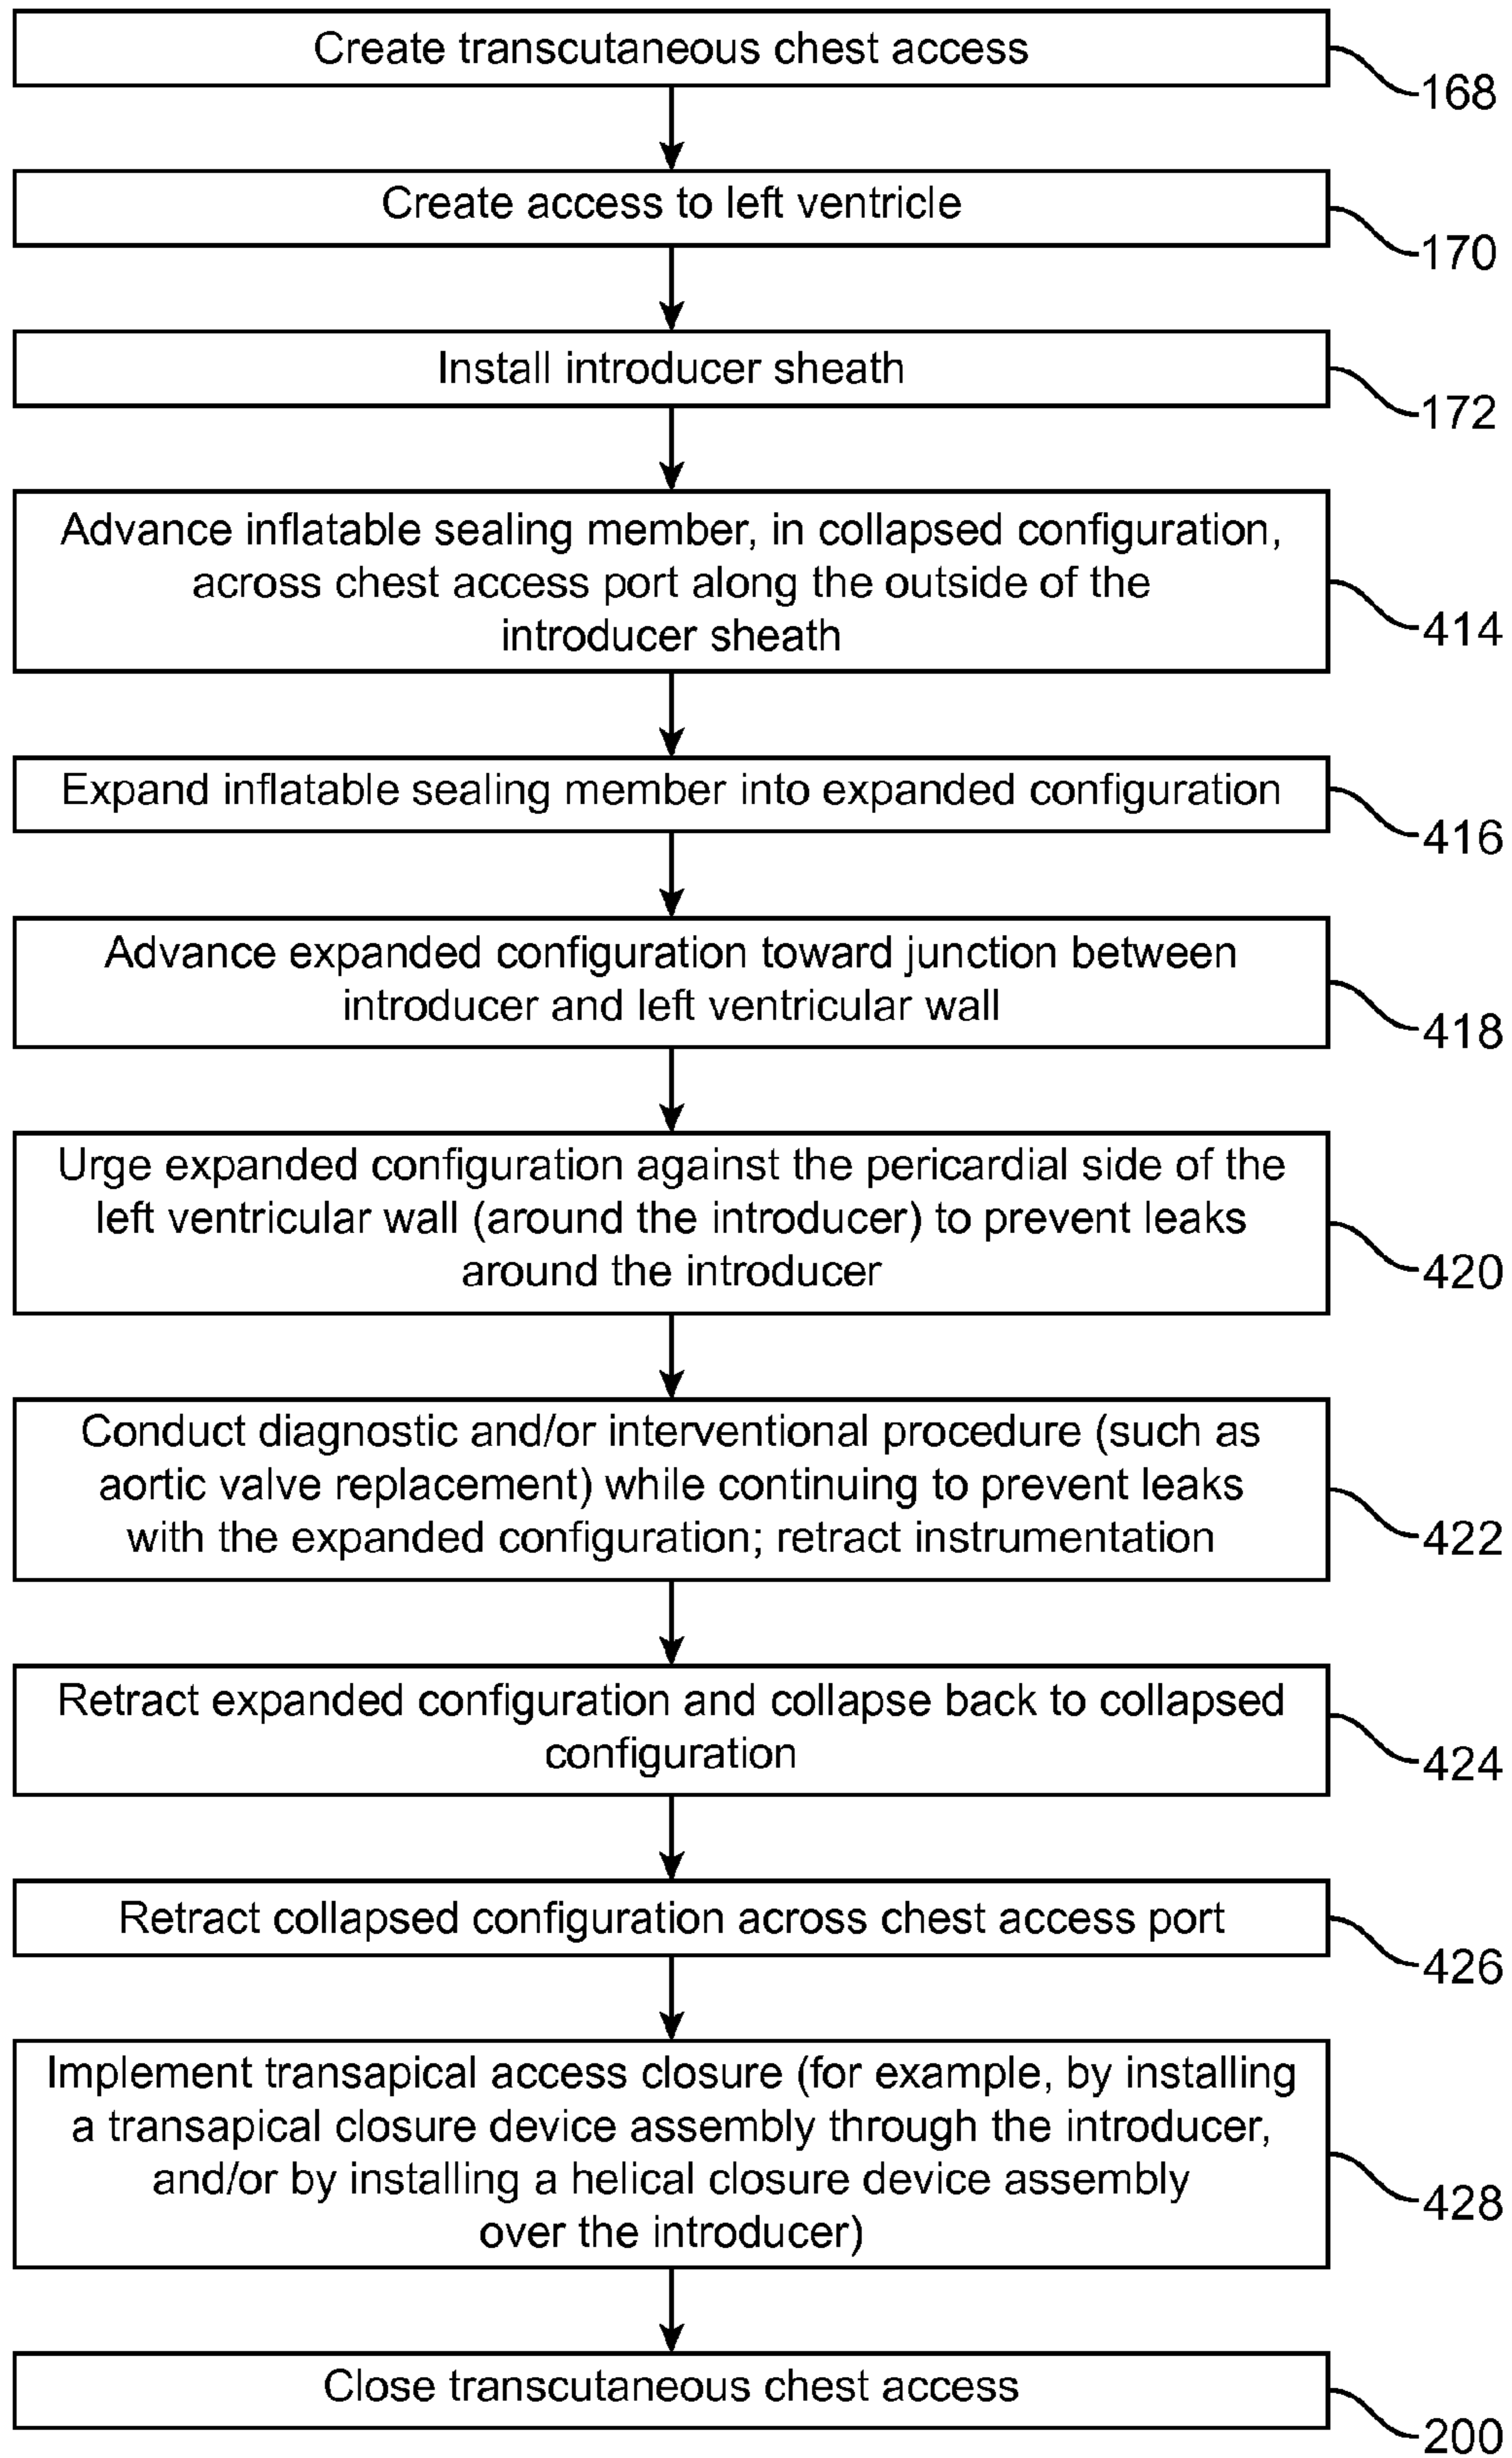 Create transcutaneous chest access
168
Create access to left ventricle
170
Install introducer sheath
172
Advance inflatable sealing member, in collapsed configuration,
across chest access port along the outside of the
introducer sheath
414
Expand inflatable sealing member into expanded configuration
416
Advance expanded configuration toward junction between
introducer and left ventricular wall
418
Urge expanded configuration against the pericardial side of the
left ventricular wall (around the introducer) to prevent leaks
around the introducer
420
Conduct diagnostic and/or interventional procedure (such as
aortic valve replacement) while continuing to prevent leaks
with the expanded configuration; retract instrumentation
422
Retract expanded configuration and collapse back to collapsed
configuration
424
Retract collapsed configuration across chest access port
426
Implement transapical access closure (for example, by installing
a transapical closure device assembly through the introducer,
and/or by installing a helical closure device assembly
over the introducer)
428
Close transcutaneous chest access
200